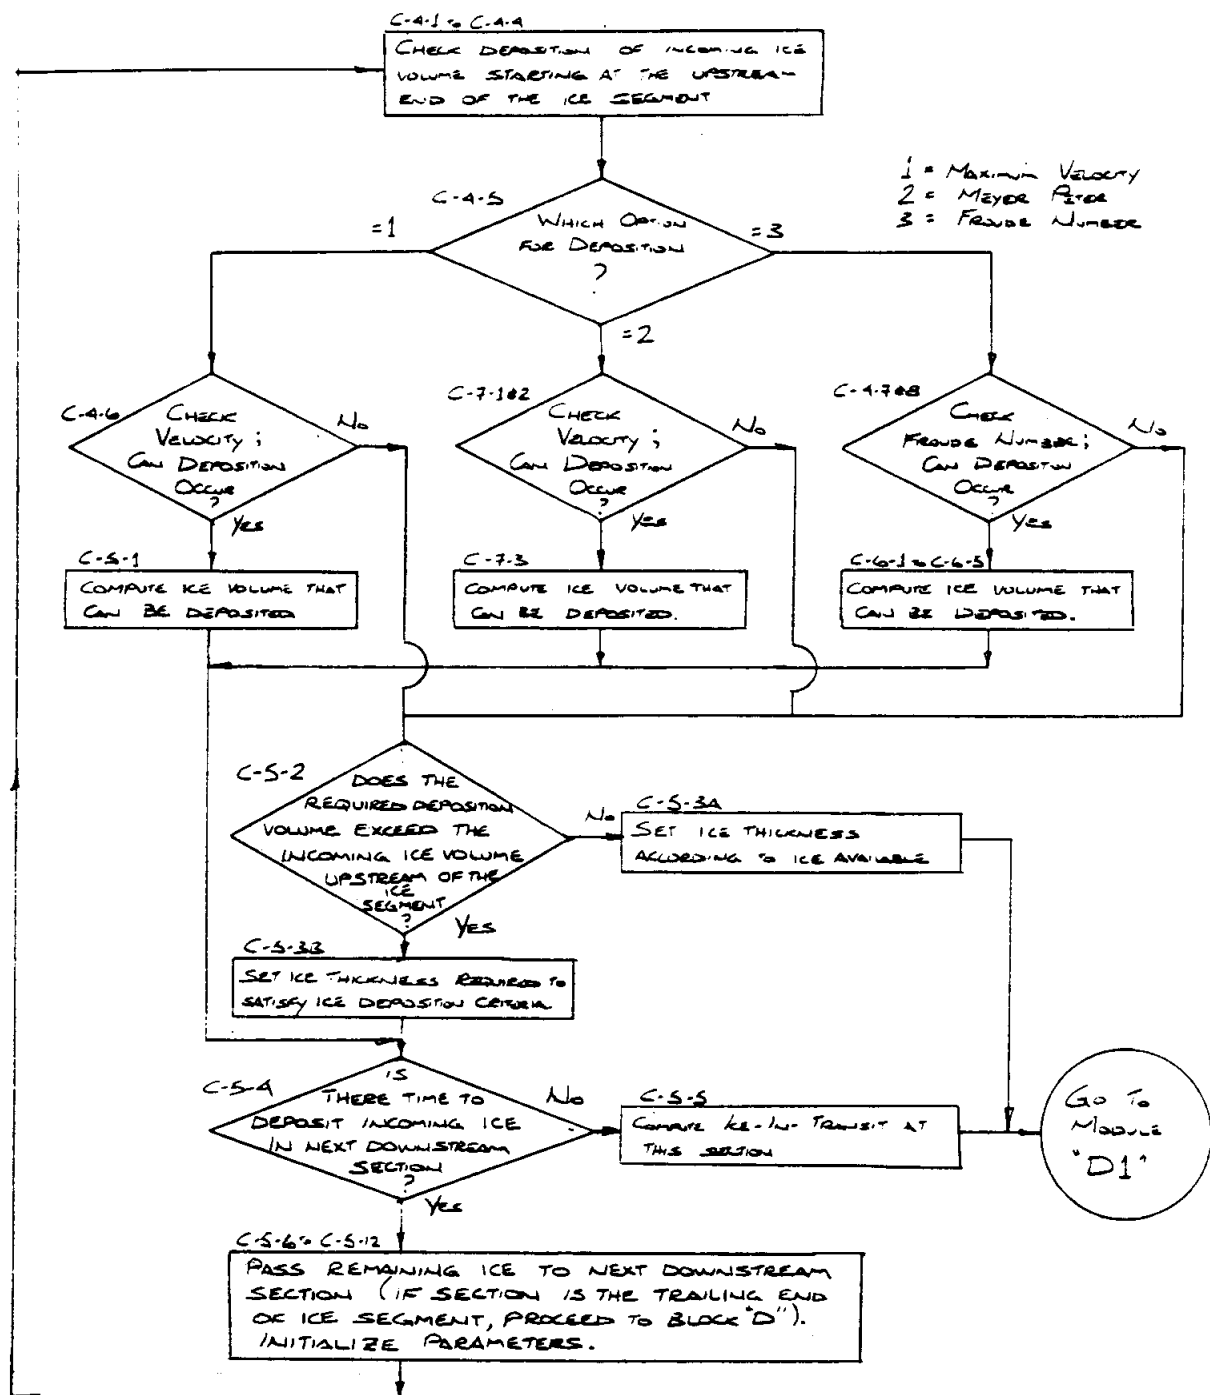 C-4-1 to C-4-4
CHECK DEPOSITION OF INCOMING ICE
VOLUME STARTING AT THE UPSTREAM
END OF THE ICE SEGMENT
1 = MAXIMUM VELOCITY
2 = MEYER PETER
3 = FROUDE NUMBER
C-4-5
WHICH OPTION
FOR DEPOSITION
?
=1
=3
=2
C-4-6
CHECK
VELOCITY;
CAN DEPOSITION
OCCUR
?
No
Yes
C-7-1&2
CHECK
VELOCITY;
CAN DEPOSITION
OCCUR
?
No
Yes
C-4-7&8
CHECK
FROUDE NUMBER;
CAN DEPOSITION
OCCUR
?
No
Yes
C-5-1
COMPUTE ICE VOLUME THAT
CAN BE DEPOSITED
C-7-3
COMPUTE ICE VOLUME THAT
CAN BE DEPOSITED.
C-6-1 to C-6-5
COMPUTE ICE VOLUME THAT
CAN BE DEPOSITED.
C-5-2
DOES THE
REQUIRED DEPOSITION
VOLUME EXCEED THE
INCOMING ICE VOLUME
UPSTREAM OF THE
ICE
SEGMENT
?
No
YES
C-5-3A
SET ICE THICKNESS
ACCORDING TO ICE AVAILABLE
C-5-3B
SET ICE THICKNESS REQUIRED TO
SATISFY ICE DEPOSITION CRITERIA
C-5-4
IS
THERE TIME TO
DEPOSIT INCOMING ICE
IN NEXT DOWNSTREAM
SECTION
?
No
Yes
C-5-5
COMPUTE ICE-IN-TRANSIT AT
THIS SECTION
GO TO
MODULE
"D1"
C-5-6 to C-5-12
PASS REMAINING ICE TO NEXT DOWNSTREAM
SECTION (IF SECTION IS THE TRAILING END
OF ICE SEGMENT, PROCEED TO BLOCK "D").
INITIALIZE PARAMETERS.